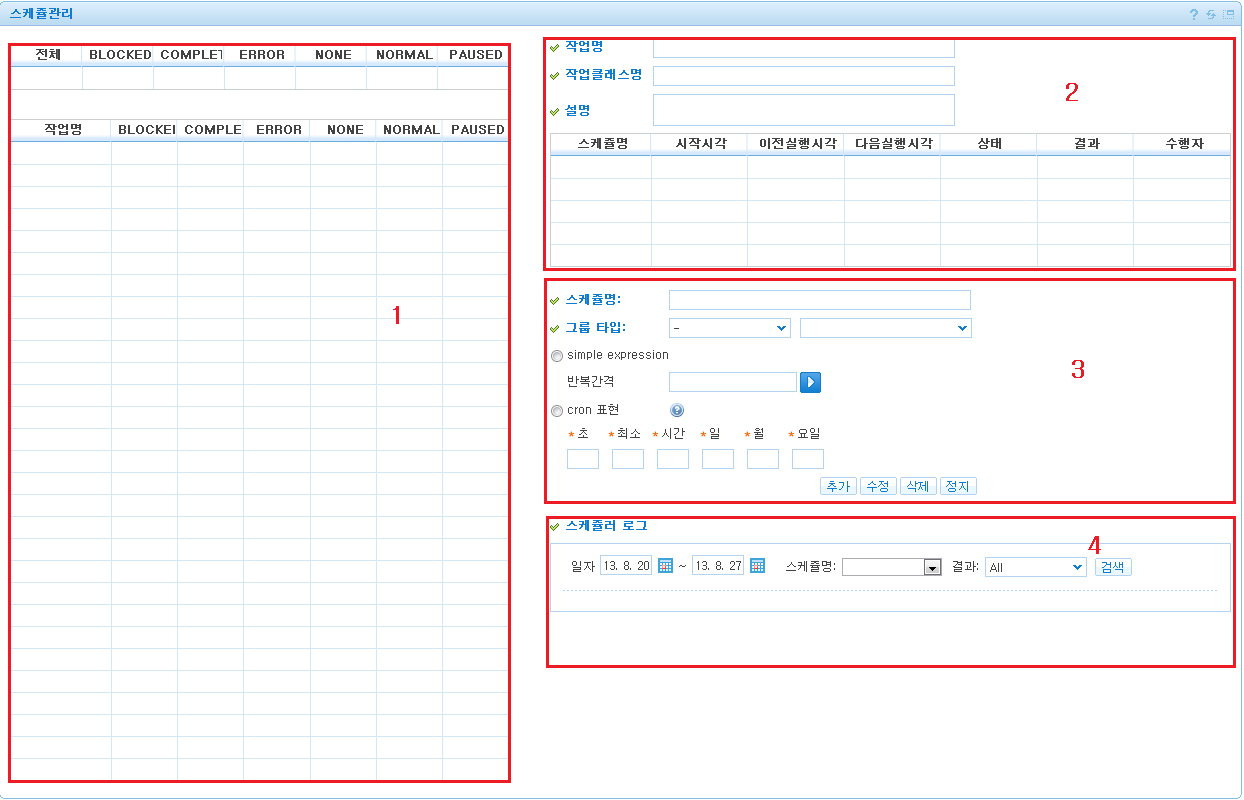 스케쥴관리
전체 BLOCKED COMPLET ERROR NONE NORMAL PAUSED
작업명 BLOCKEI COMPLE ERROR NONE NORMAL PAUSED
1
작업명
작업클래스명
설명
2
스케쥴명 시작시각 이전실행시각 다음실행시각 상태 결과 수행자
스케쥴명:
그룹 타입: -
simple expression
반복간격
cron 표현
*초 *최소 *시간 *일 *월 *요일
추가 수정 삭제 정지
3
스케쥴러 로그
4
일자 13. 8. 20 ~ 13. 8. 27 스케쥴명: 결과: All 검색